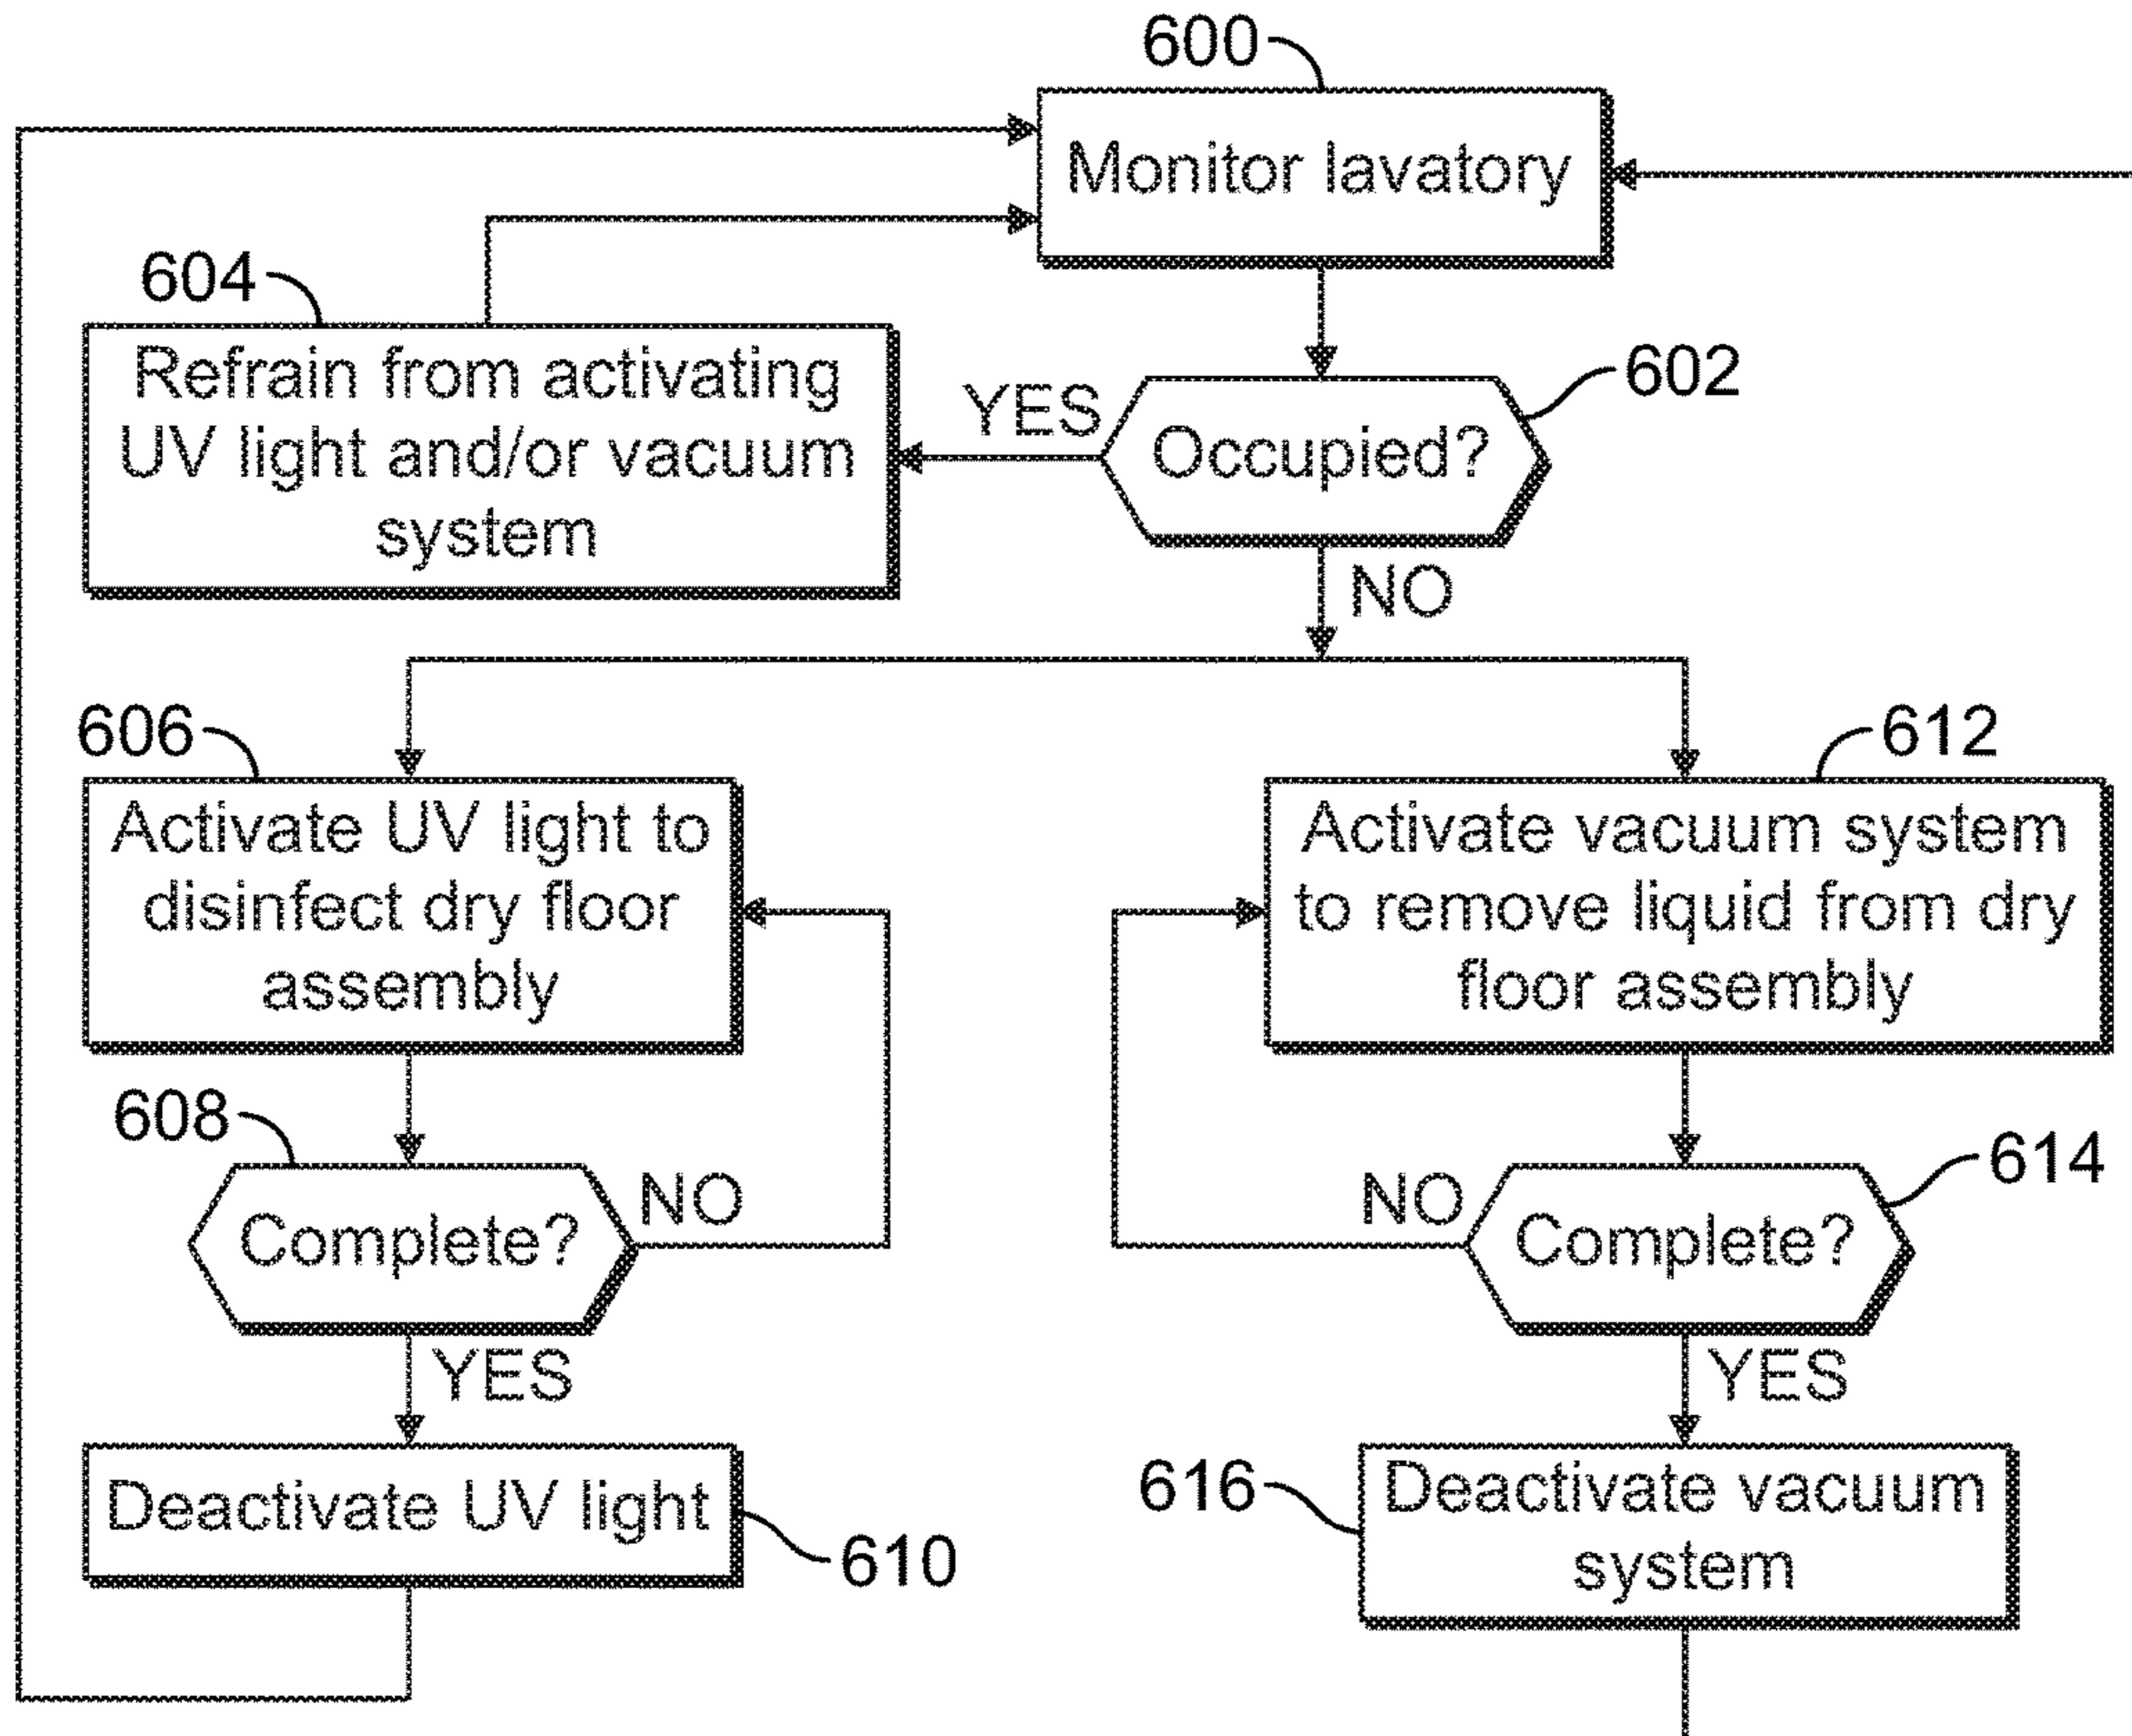 600
Monitor lavatory
604
Refrain from activating
UV light and/or vacuum
system
YES
Occupied?
602
NO
606
Activate UV light to
disinfect dry floor
assembly
612
Activate vacuum system
to remove liquid from dry
floor assembly
608
Complete?
NO
YES
614
NO
Complete?
YES
Deactivate UV light
610
616
Deactivate vacuum
system